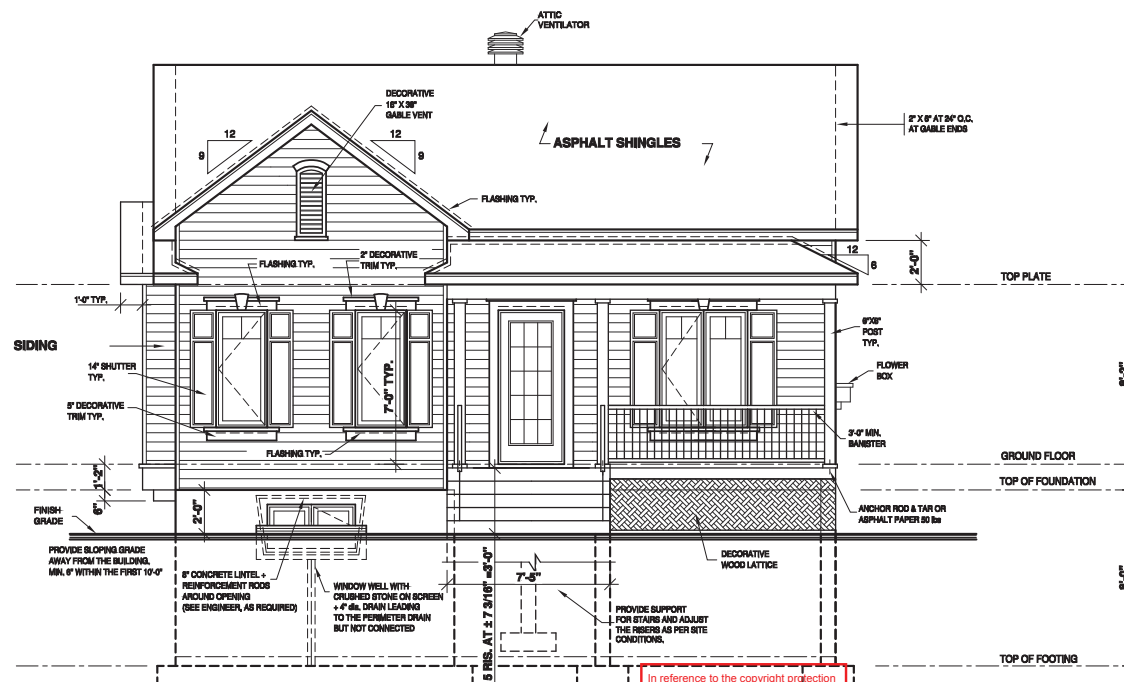 ATTIC
VENTILATOR
DECORATIVE
16" X 36"
GABLE VENT
12
9
12
9
ASPHALT SHINGLES
2" X 6" AT 24" O.C.
AT GABLE ENDS
FLASHING TYP.
2" DECORATIVE
TRIM TYP.
FLASHING TYP.
12
6
2'-0"
TOP PLATE
1'-0" TYP.
SIDING
6"X6"
POST
TYP.
14" SHUTTER
TYP.
FLOWER
BOX
7'-0" TYP.
5" DECORATIVE
TRIM TYP.
3'-0" MIN.
BANISTER
FLASHING TYP.
GROUND FLOOR
1'-2"
TOP OF FOUNDATION
6"
2'-0"
FINISH
GRADE
ANCHOR ROD & TAR OR
ASPHALT PAPER 50 lbs
PROVIDE SLOPING GRADE
AWAY FROM THE BUILDING.
MIN. 6" WITHIN THE FIRST 10'-0"
8" CONCRETE LINTEL +
REINFORCEMENT RODS
AROUND OPENING
(SEE ENGINEER, AS REQUIRED)
WINDOW WELL WITH
CRUSHED STONE ON SCREEN
+ 4" dia. DRAIN LEADING
TO THE PERIMETER DRAIN
BUT NOT CONNECTED
DECORATIVE
WOOD LATTICE
7'-5"
5 RIS. AT ± 7 3/16" =3'-0"
PROVIDE SUPPORT
FOR STAIRS AND ADJUST
THE RISERS AS PER SITE
CONDITIONS.
TOP OF FOOTING
In reference to the copyright protection